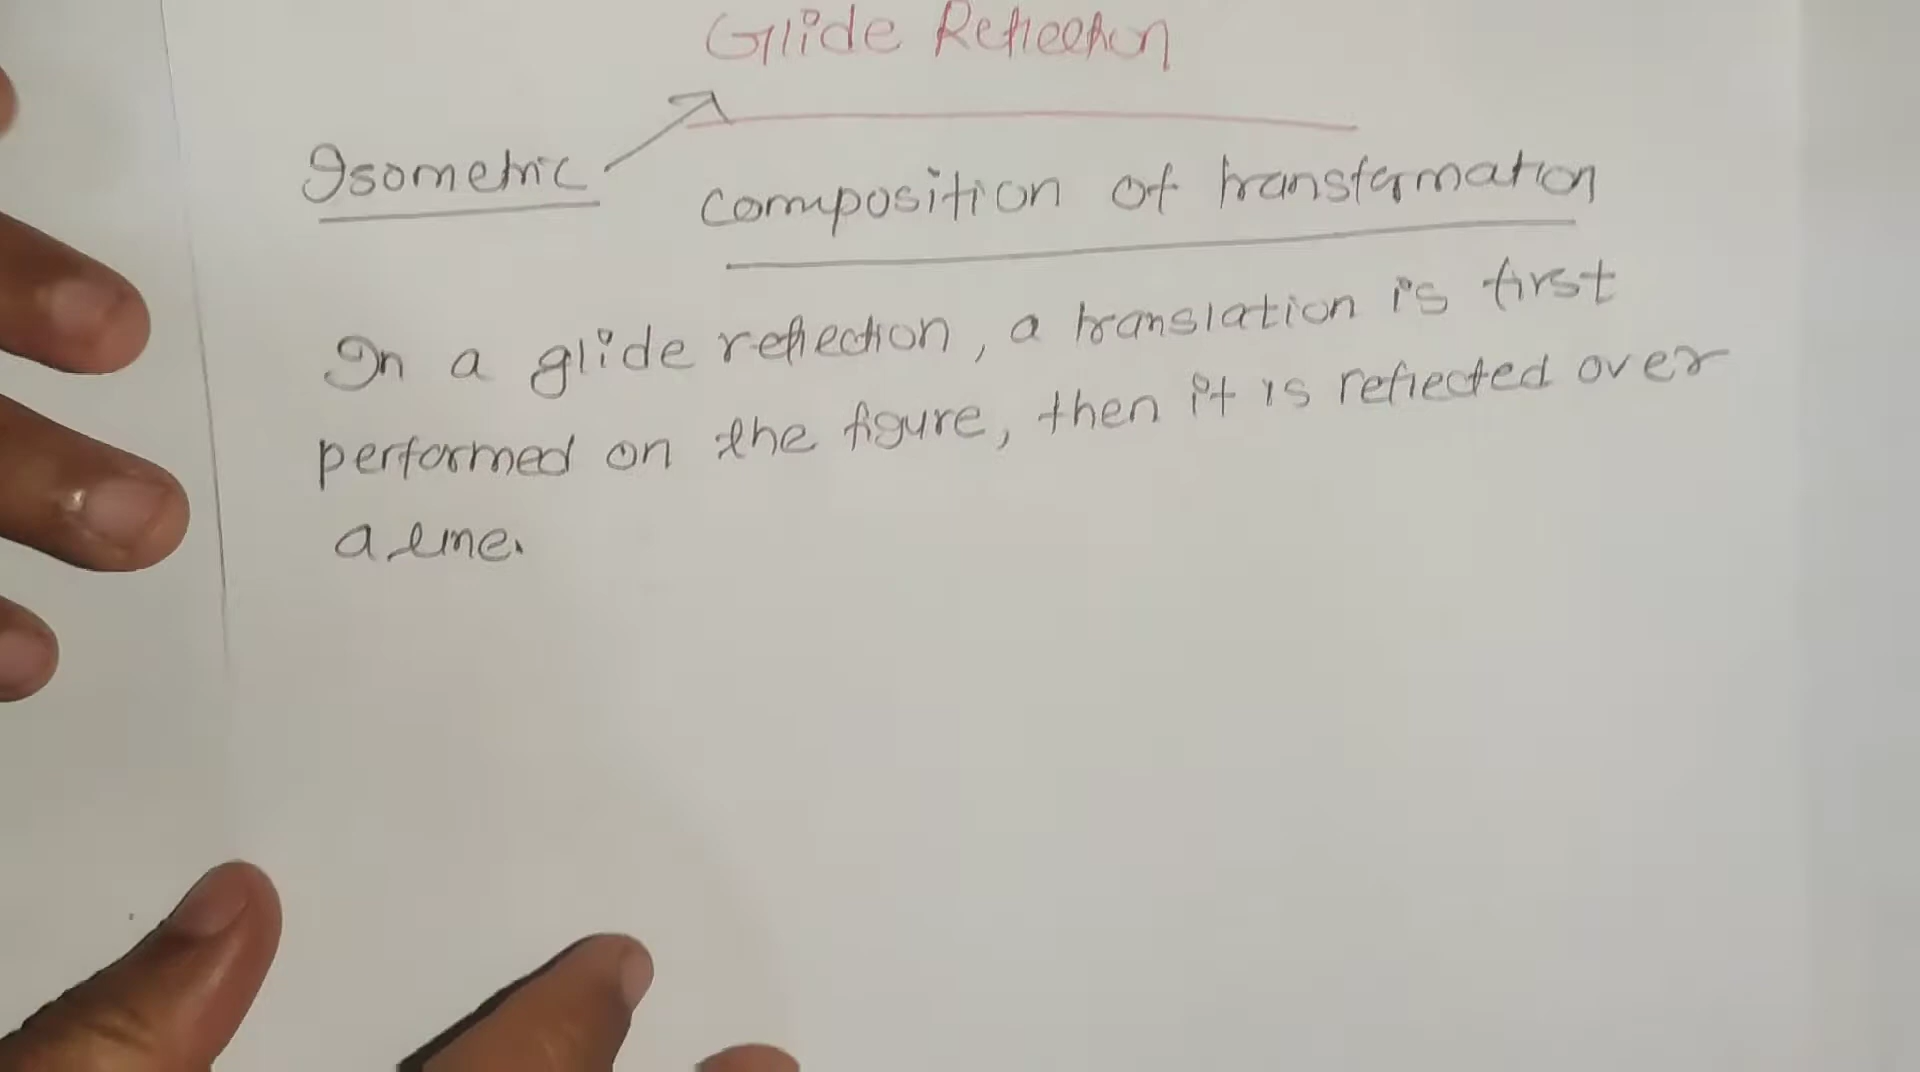 Glide Reflection
Isometric
composition of transformation
In a glide reflection, a translation is first
performed on the figure, then it is reflected over
a line.